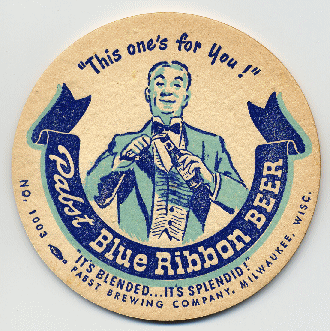 "This one's for You!"
Pabst Blue Ribbon BEER
"IT'S BLENDED...IT'S SPLENDID!"
NO. 1003 PABST BREWING COMPANY, MILWAUKEE, WISC.